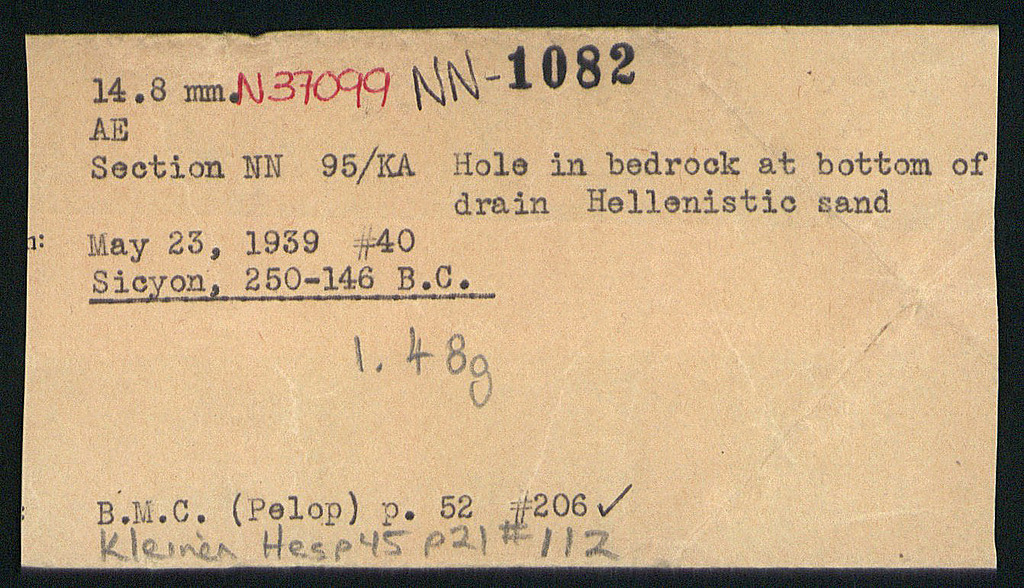 14.8 mm. N37099 NN-1082
AE
Section NN 95/KA Hole in bedrock at bottom of
drain Hellenistic sand
n: May 23, 1939 #40
Sicyon, 250-146 B.C.
1.48g
: B.M.C. (Pelop) p. 52 #206 ✓
Kleiner Hesp 45 p21 #112